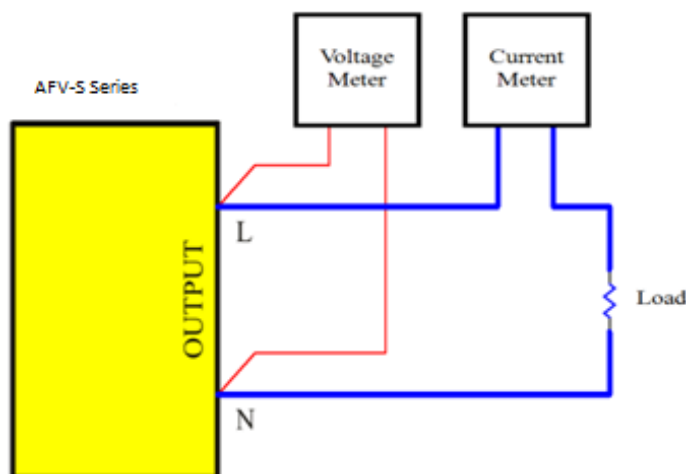 Voltage
Meter
Current
Meter
AFV-S Series
OUTPUT
L
Load
N